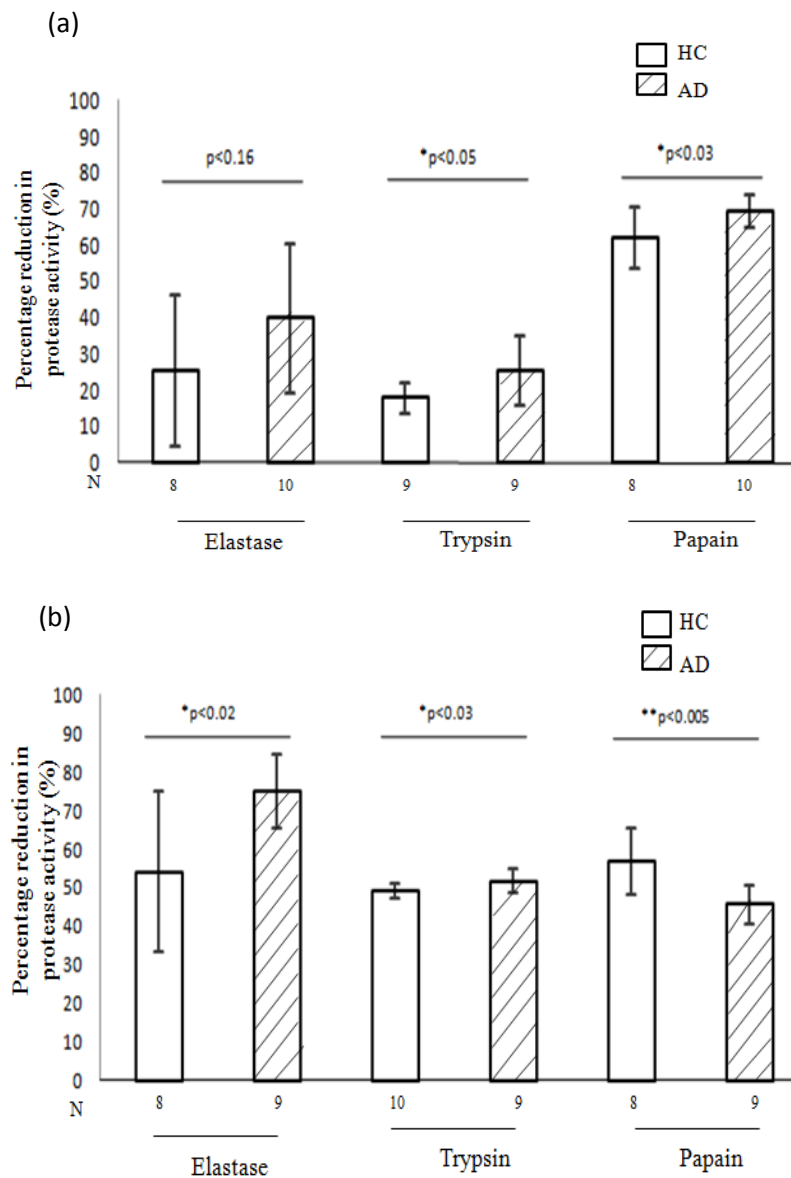 (a)
HC
AD
Percentage reduction in
protease activity (%)
100
90
80
70
60
50
40
30
20
10
0
p<0.16
*p<0.05
*p<0.03
N
8
10
9
9
8
10
Elastase
Trypsin
Papain
(b)
HC
AD
Percentage reduction in
protease activity (%)
100
90
80
70
60
50
40
30
20
10
0
*p<0.02
*p<0.03
**p<0.005
N
8
9
10
9
8
9
Elastase
Trypsin
Papain